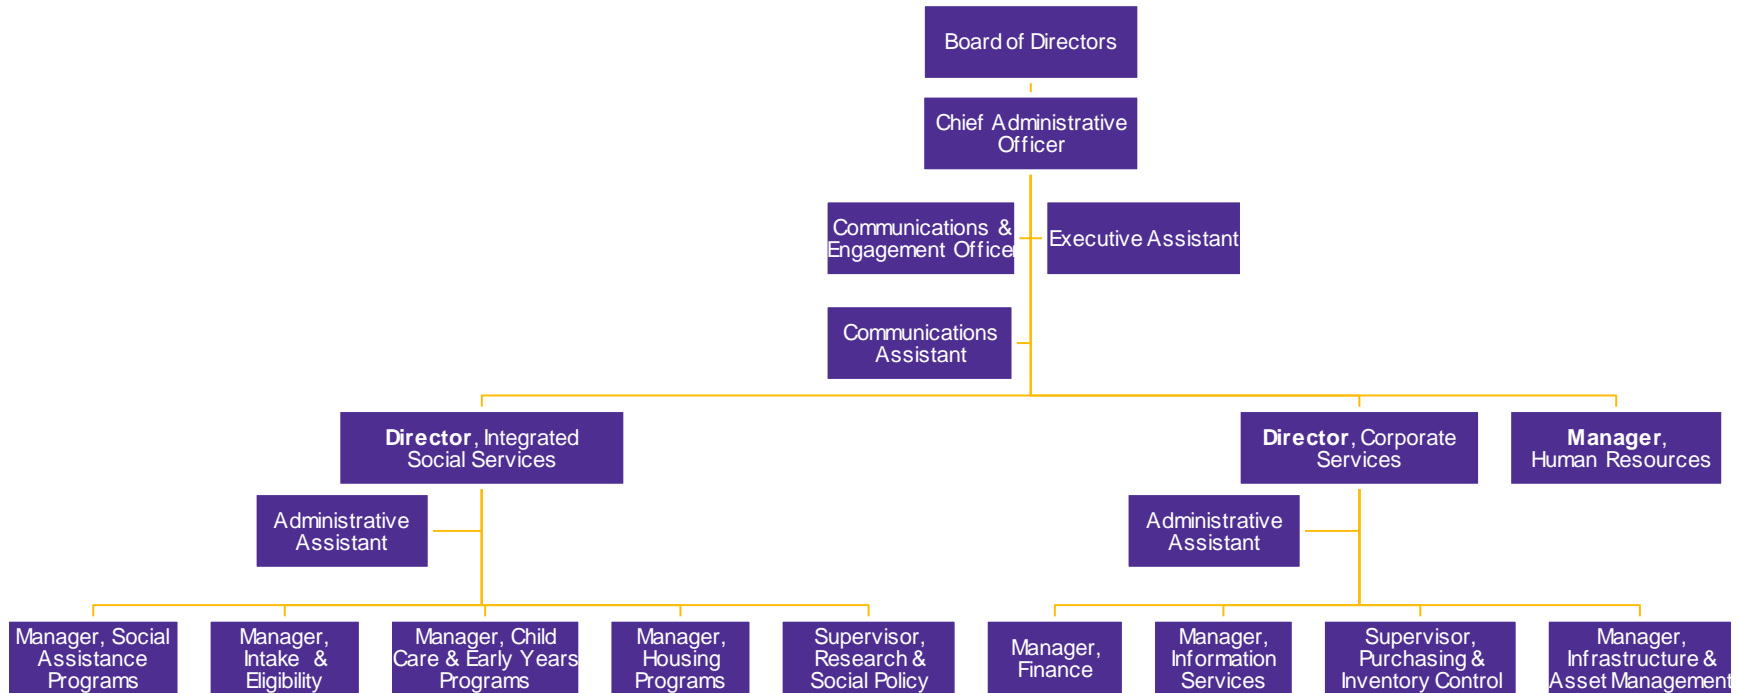 Board of Directors
Chief Administrative
Officer
Communications &
Engagement Officer
Executive Assistant
Communications
Assistant
Director, Integrated
Social Services
Director, Corporate
Services
Manager,
Human Resources
Administrative
Assistant
Administrative
Assistant
Manager, Social
Assistance
Programs
Manager,
Intake &
Eligibility
Manager, Child
Care & Early Years
Programs
Manager,
Housing
Programs
Supervisor,
Research &
Social Policy
Manager,
Finance
Manager,
Information
Services
Supervisor,
Purchasing &
Inventory Control
Manager,
Infrastructure &
Asset Management